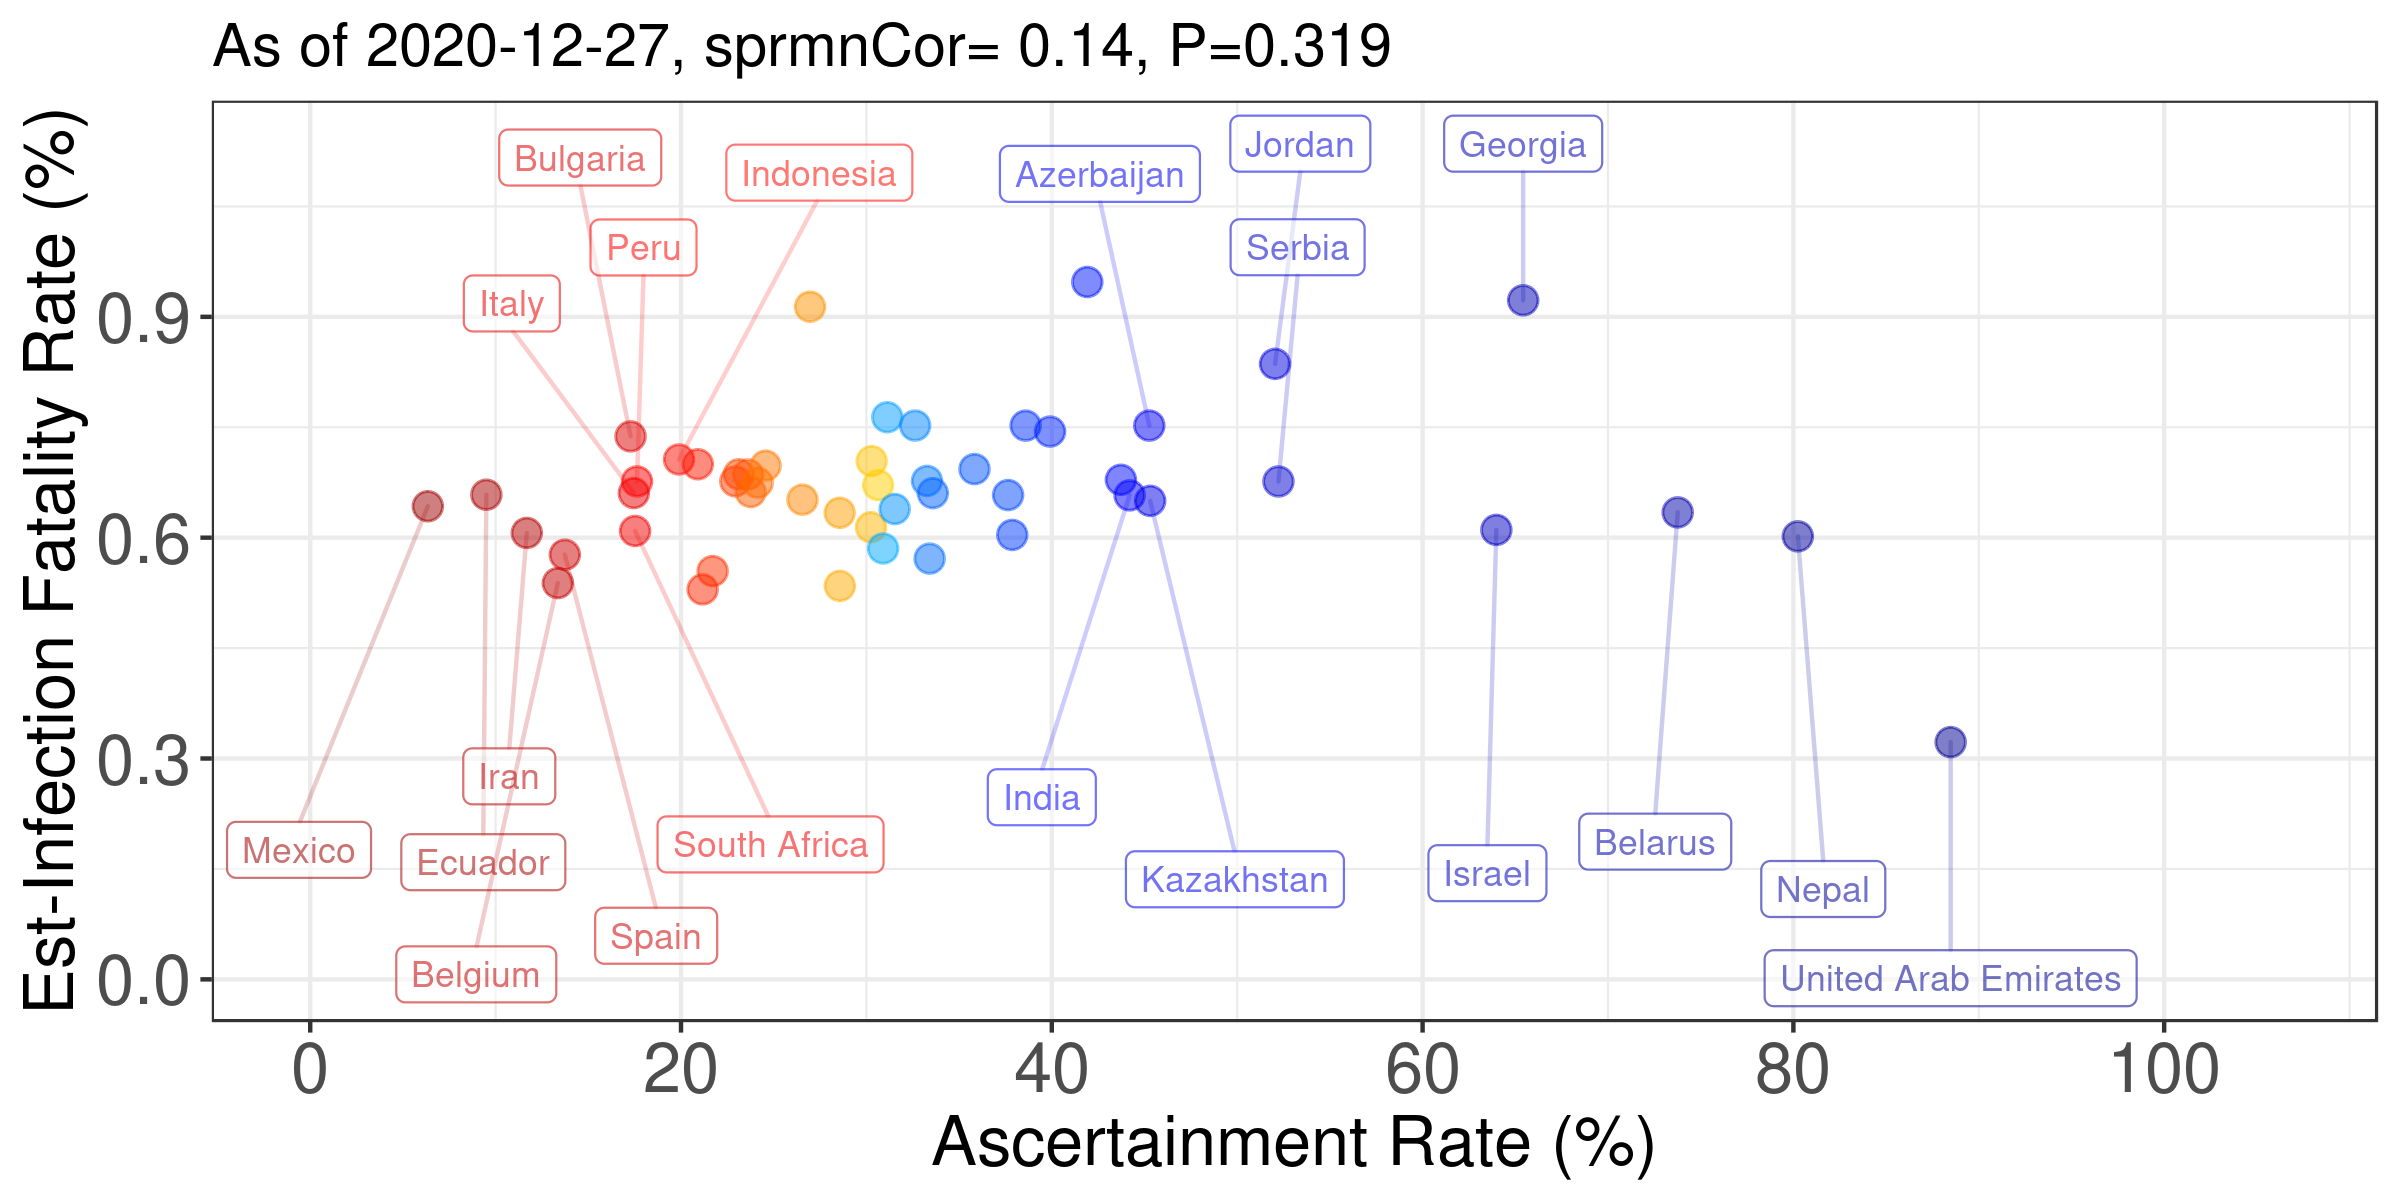 As of 2020-12-27, sprmnCor= 0.14, P=0.319
Est-Infection Fatality Rate (%)
0.9
0.6
0.3
0.0
Bulgaria
Indonesia
Peru
Italy
Azerbaijan
Jordan
Georgia
Serbia
Iran
Mexico
Ecuador
South Africa
Spain
Belgium
India
Kazakhstan
Israel
Belarus
Nepal
United Arab Emirates
0
20
40
60
80
100
Ascertainment Rate (%)